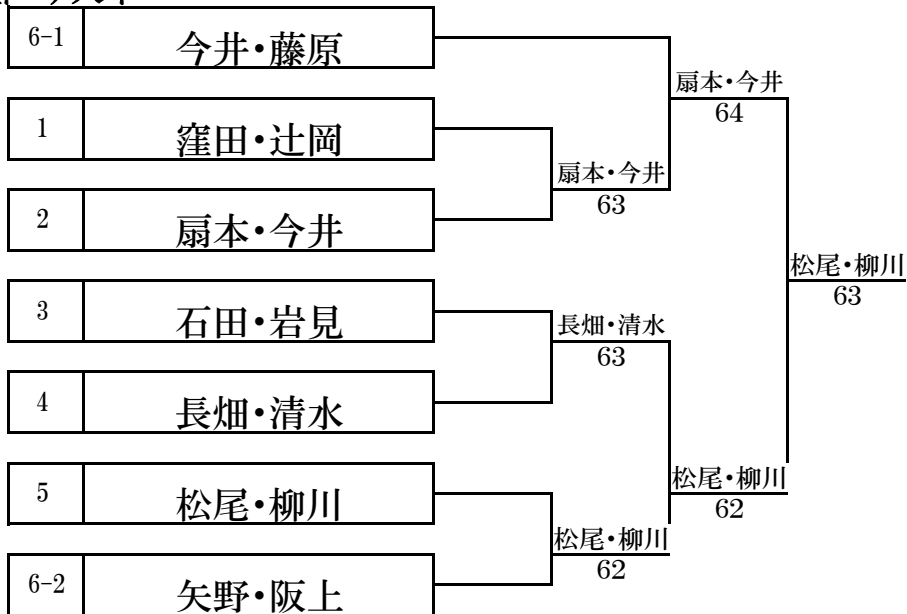 6-1 今井・藤原
1 窪田・辻岡
2 扇本・今井
3 石田・岩見
4 長畑・清水
5 松尾・柳川
6-2 矢野・阪上
扇本・今井
63
長畑・清水
63
松尾・柳川
62
扇本・今井
64
松尾・柳川
62
松尾・柳川
63